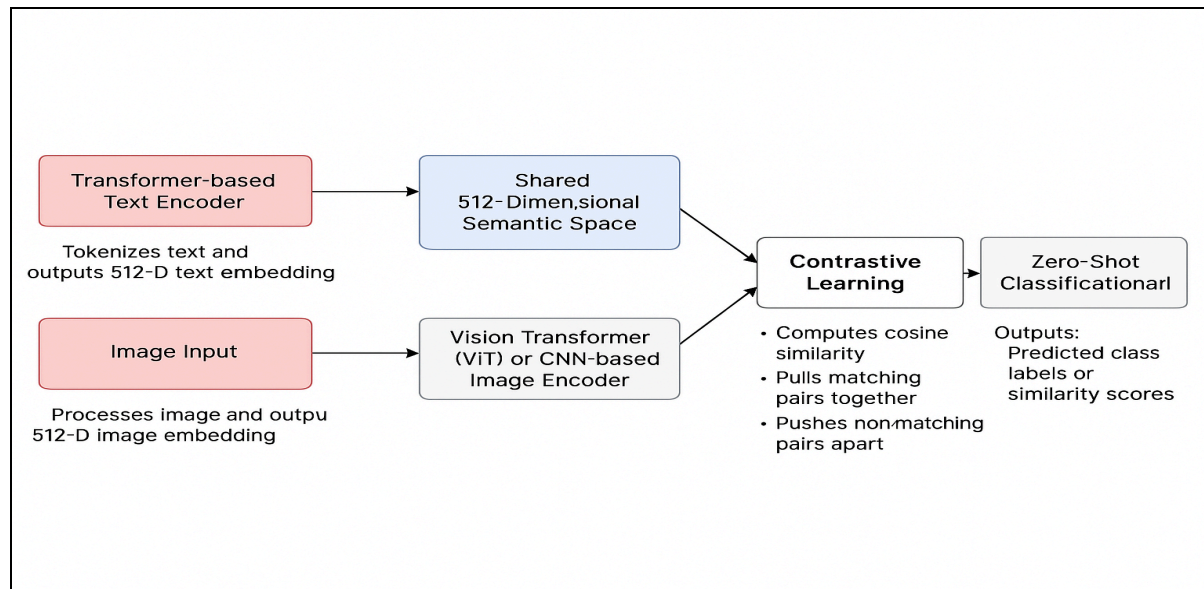 Transformer-based
Text Encoder
Tokenizes text and
outputs 512-D text embedding
Shared
512-Dimen,sional
Semantic Space
Image Input
Processes image and outpu
512-D image embedding
Vision Transformer
(ViT) or CNN-based
Image Encoder
Contrastive
Learning
• Computes cosine
similarity
• Pulls matching
pairs together
• Pushes non-matching
pairs apart
Zero-Shot
Classificationarl
Outputs:
Predicted class
labels or
similarity scores